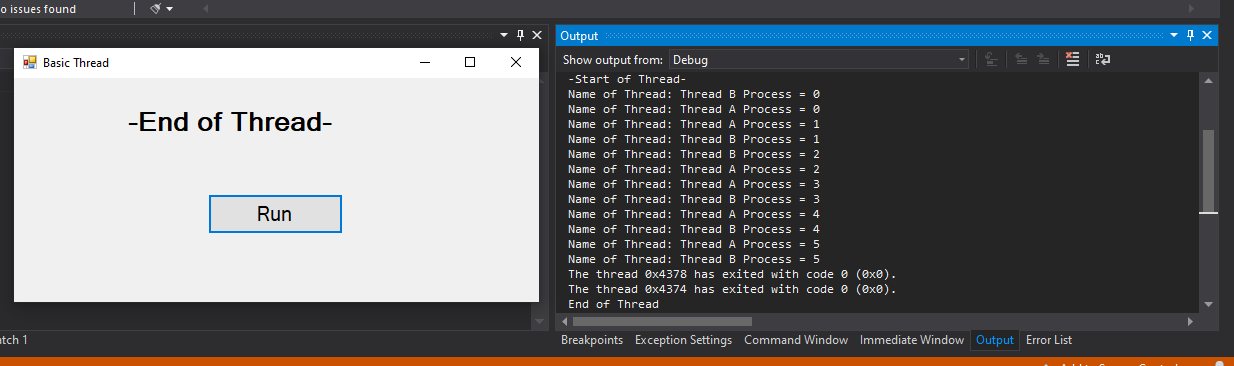 o issues found
Basic Thread
-End of Thread-
Run
Output
Show output from: Debug
-Start of Thread-
Name of Thread: Thread B Process = 0
Name of Thread: Thread A Process = 0
Name of Thread: Thread A Process = 1
Name of Thread: Thread B Process = 1
Name of Thread: Thread B Process = 2
Name of Thread: Thread A Process = 2
Name of Thread: Thread A Process = 3
Name of Thread: Thread B Process = 3
Name of Thread: Thread A Process = 4
Name of Thread: Thread B Process = 4
Name of Thread: Thread A Process = 5
Name of Thread: Thread B Process = 5
The thread 0x4378 has exited with code 0 (0x0).
The thread 0x4374 has exited with code 0 (0x0).
End of Thread
atch 1
Breakpoints Exception Settings Command Window Immediate Window Output Error List